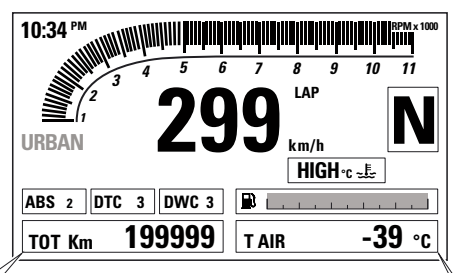 10:34 PM
RPM x 1000
1 2 3 4 5 6 7 8 9 10 11
LAP
299 km/h
N
URBAN
HIGH °C
ABS 2 DTC 3 DWC 3
TOT Km 199999 T AIR -39 °C